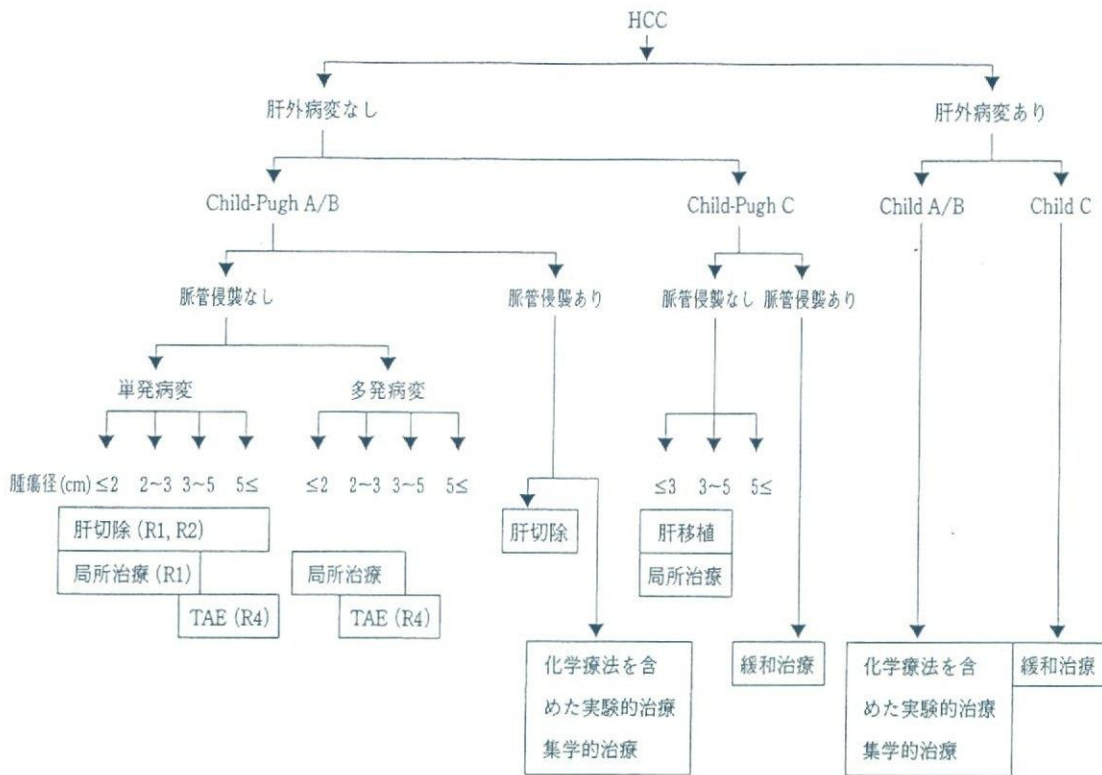 HCC
肝外病変なし 肝外病変あり
Child-Pugh A/B Child-Pugh C Child A/B Child C
脈管侵襲なし 脈管侵襲あり 脈管侵襲なし 脈管侵襲あり
単発病変 多発病変
腫瘍径(cm) ≤2 2~3 3~5 5≤ ≤2 2~3 3~5 5≤ ≤3 3~5 5≤
肝切除 (R1, R2) 肝切除 肝移植
局所治療 (R1) 局所治療 局所治療
TAE (R4) TAE (R4)
化学療法を含 緩和治療 化学療法を含 緩和治療
めた実験的治療 めた実験的治療
集学的治療 集学的治療